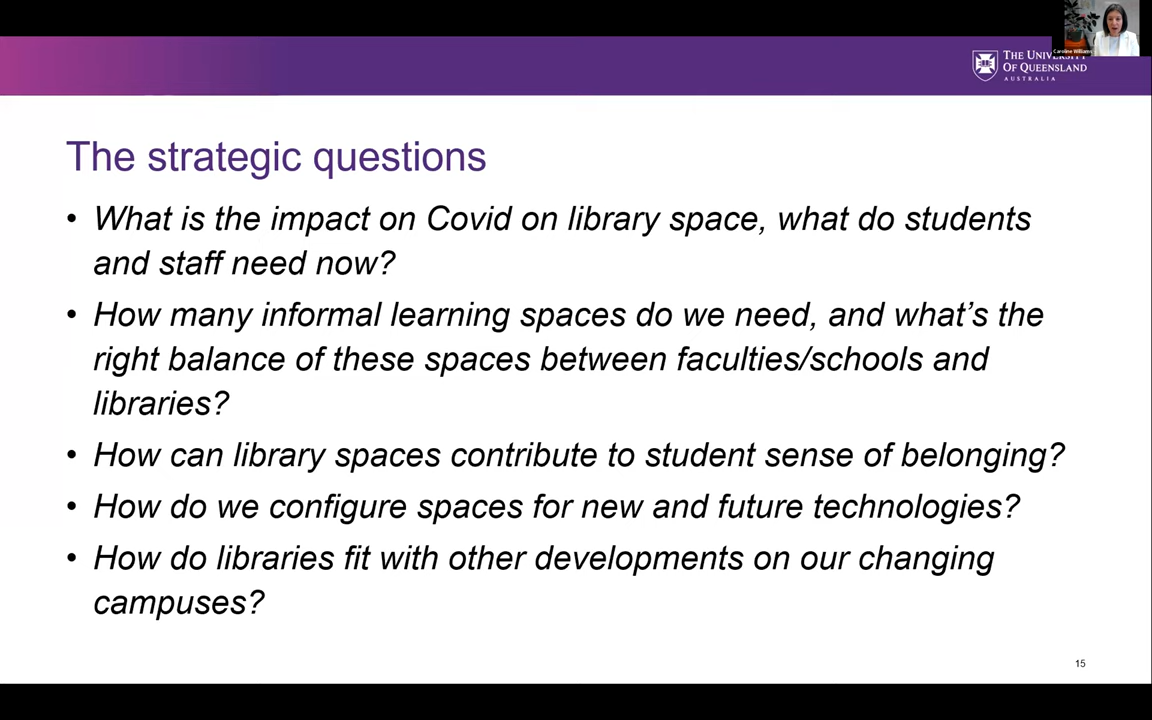 THE UNIVERSITY
OF QUEENSLAND
AUSTRALIA
Caroline Williams
The strategic questions
• What is the impact on Covid on library space, what do students
and staff need now?
• How many informal learning spaces do we need, and what’s the
right balance of these spaces between faculties/schools and
libraries?
• How can library spaces contribute to student sense of belonging?
• How do we configure spaces for new and future technologies?
• How do libraries fit with other developments on our changing
campuses?
15